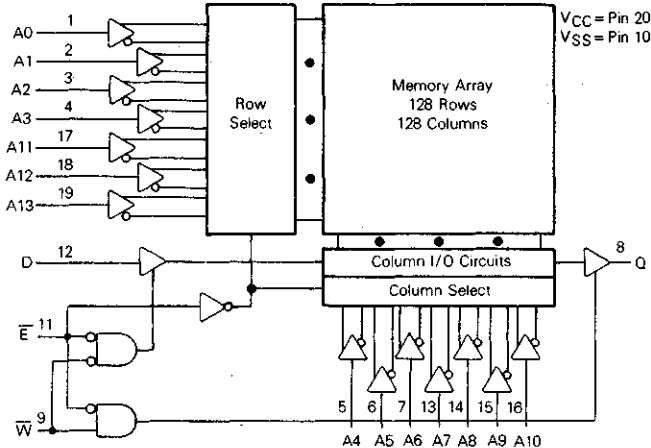 A0 1
A1 2
A2 3
A3 4
A11 17
A12 18
A13 19
Row
Select
Memory Array
128 Rows
128 Columns
VCC = Pin 20
VSS = Pin 10
D 12
Column I/O Circuits
Column Select
8
Q
E 11
W 9
5 6 7 13 14 15 16
A4 A5 A6 A7 A8 A9 A10